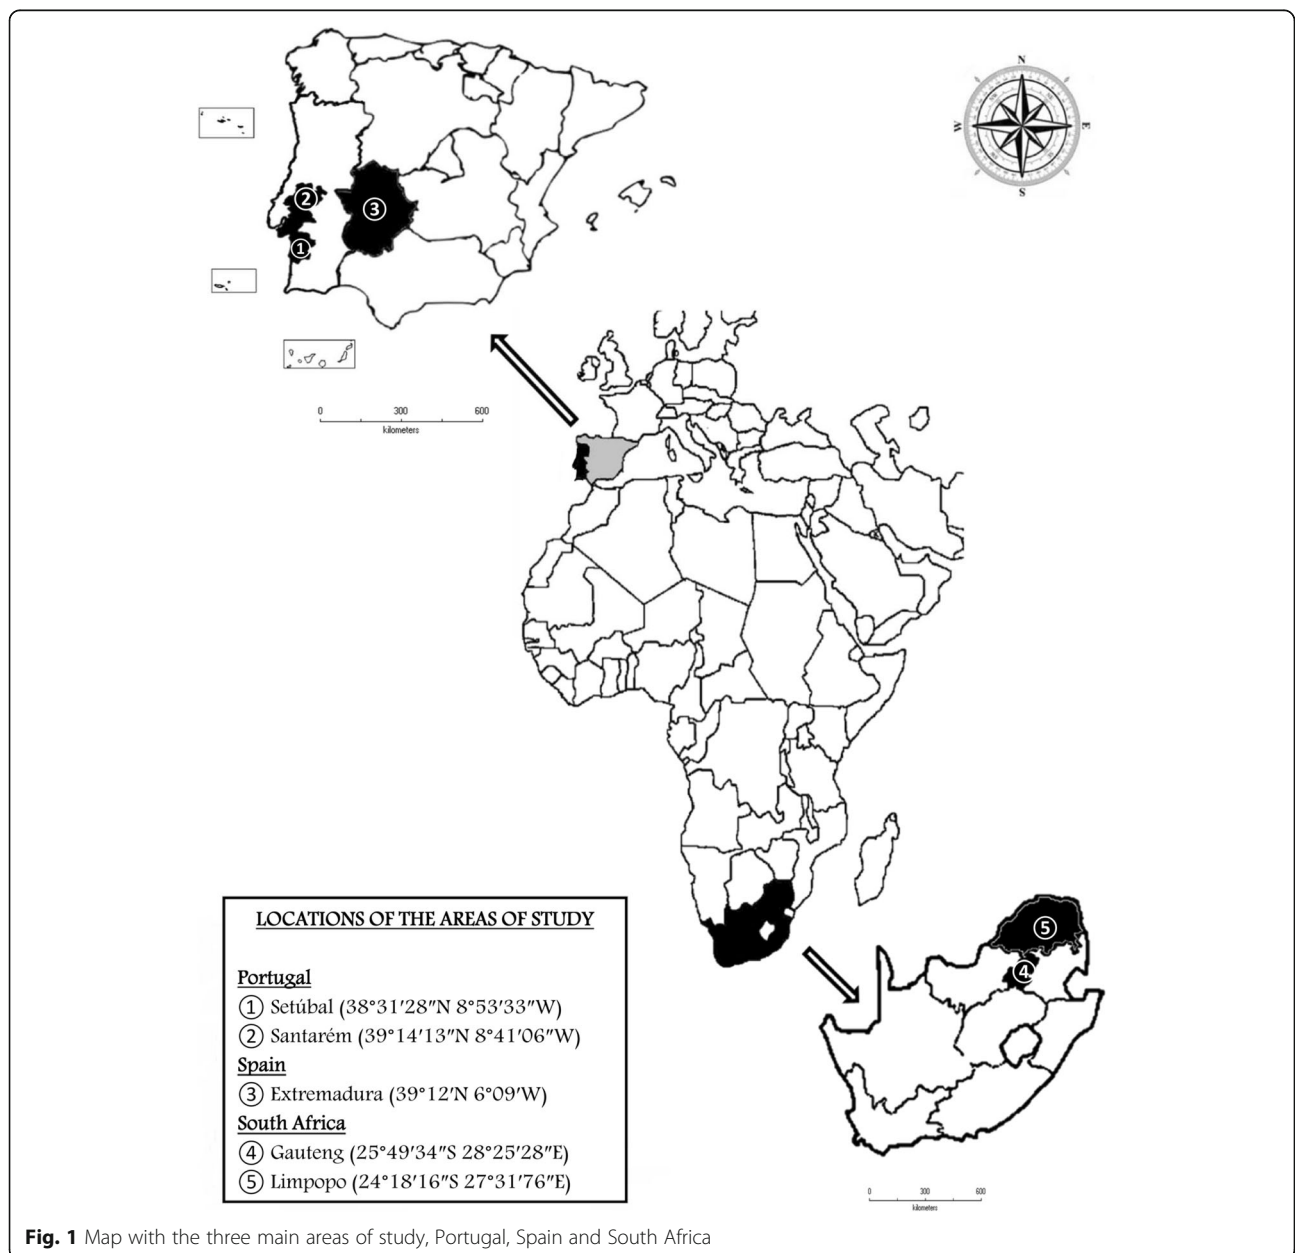 N
W
E
S
2
3
1
0 300 600
kilometers
5
4
LOCATIONS OF THE AREAS OF STUDY
Portugal
1 Setúbal (38°31′28″N 8°53′33″W)
2 Santarém (39°14′13″N 8°41′06″W)
Spain
3 Extremadura (39°12′N 6°09′W)
South Africa
4 Gauteng (25°49′34″S 28°25′28″E)
5 Limpopo (24°18′16″S 27°31′76″E)
0 300 600
kilometers
Fig. 1 Map with the three main areas of study, Portugal, Spain and South Africa